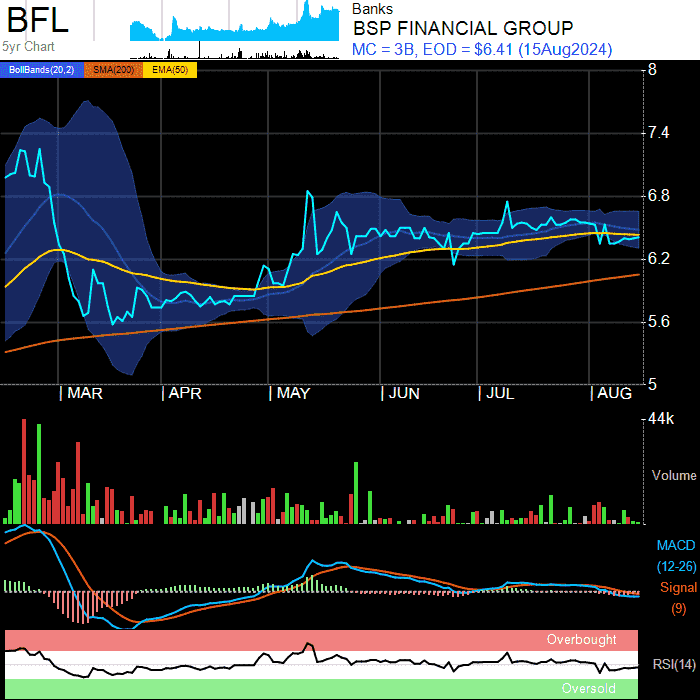 BFL
5yr Chart
Banks
BSP FINANCIAL GROUP
MC = 3B, EOD = $6.41 (15Aug2024)
BollBands(20,2) SMA(200) EMA(50)
8
7.4
6.8
6.2
5.6
5
MAR APR MAY JUN JUL AUG
44k
Volume
MACD
(12-26)
Signal
(9)
Overbought
RSI(14)
Oversold